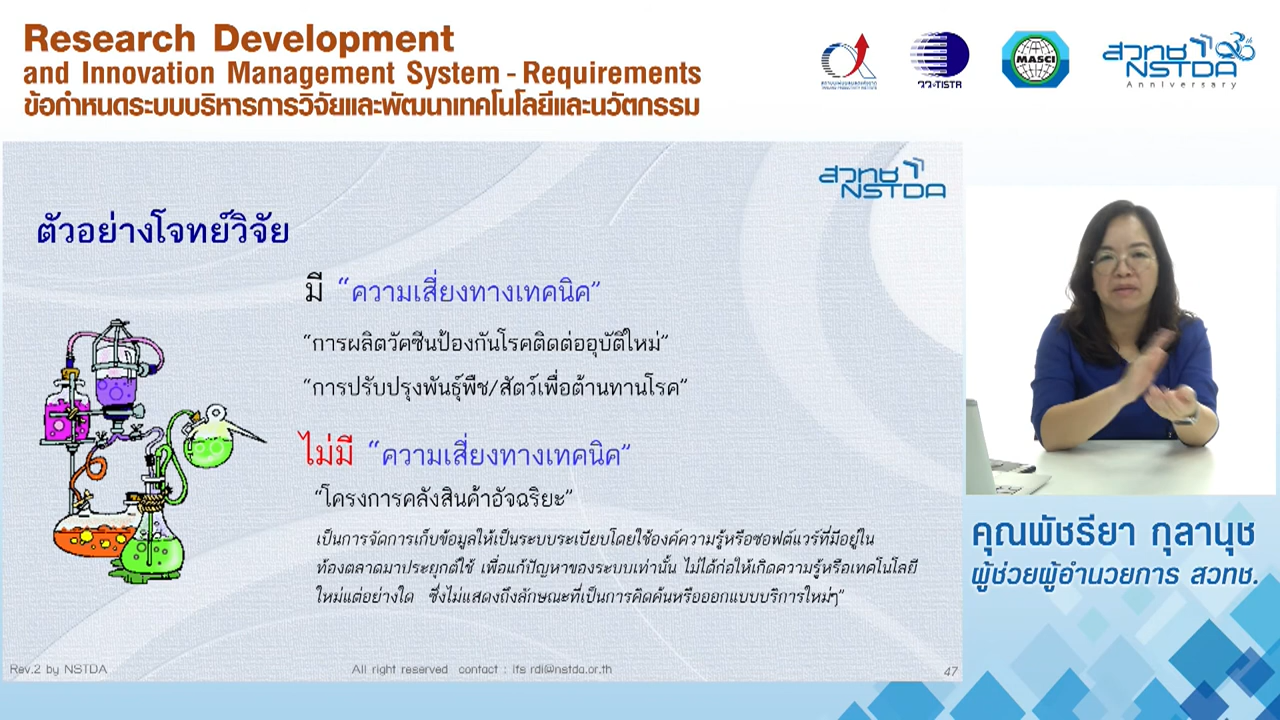 Research Development
and Innovation Management System - Requirements
ข้อกำหนดระบบบริหารการวิจัยและพัฒนาเทคโนโลยีและนวัตกรรม
วว·TISTR
MASCI
สวทช
NSTDA
Anniversary
สวทช
NSTDA
ตัวอย่างโจทย์วิจัย
มี “ความเสี่ยงทางเทคนิค”
“การผลิตวัคซีนป้องกันโรคติดต่ออุบัติใหม่”
“การปรับปรุงพันธุ์พืช/สัตว์เพื่อต้านทานโรค”
ไม่มี “ความเสี่ยงทางเทคนิค”
“โครงการคลังสินค้าอัจฉริยะ”
เป็นการจัดการเก็บข้อมูลให้เป็นระบบระเบียบโดยใช้องค์ความรู้หรือซอฟต์แวร์ที่มีอยู่ใน
ท้องตลาดมาประยุกต์ใช้ เพื่อแก้ปัญหาของระบบเท่านั้น ไม่ได้ก่อให้เกิดความรู้หรือเทคโนโลยี
ใหม่แต่อย่างใด ซึ่งไม่แสดงถึงลักษณะที่เป็นการคิดค้นหรือออกแบบบริการใหม่ๆ”
Rev.2 by NSTDA
All right reserved contact : ifs rdi@nstda.or.th
47
คุณพัชรียา กุลานุช
ผู้ช่วยผู้อำนวยการ สวทช.